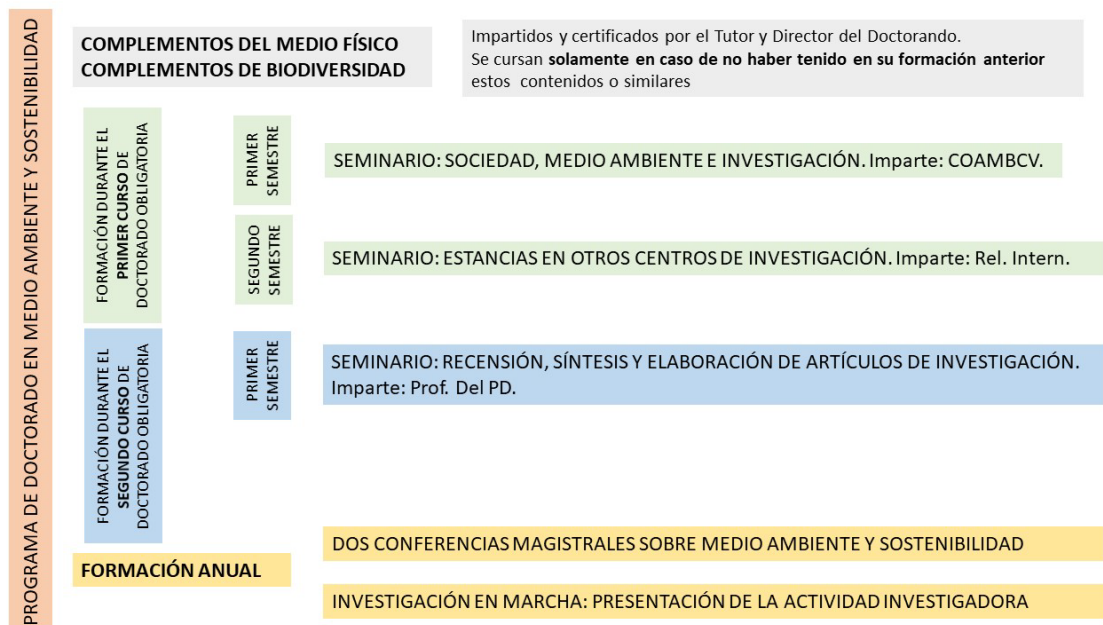 PROGRAMA DE DOCTORADO EN MEDIO AMBIENTE Y SOSTENIBILIDAD
COMPLEMENTOS DEL MEDIO FÍSICO
COMPLEMENTOS DE BIODIVERSIDAD
Impartidos y certificados por el Tutor y Director del Doctorando.
Se cursan solamente en caso de no haber tenido en su formación anterior
estos contenidos o similares
FORMACIÓN DURANTE EL
PRIMER CURSO DE
DOCTORADO OBLIGATORIA
PRIMER
SEMESTRE
SEMINARIO: SOCIEDAD, MEDIO AMBIENTE E INVESTIGACIÓN. Imparte: COAMBCV.
SEGUNDO
SEMESTRE
SEMINARIO: ESTANCIAS EN OTROS CENTROS DE INVESTIGACIÓN. Imparte: Rel. Intern.
FORMACIÓN DURANTE EL
SEGUNDO CURSO DE
DOCTORADO OBLIGATORIA
PRIMER
SEMESTRE
SEMINARIO: RECENSIÓN, SÍNTESIS Y ELABORACIÓN DE ARTÍCULOS DE INVESTIGACIÓN.
Imparte: Prof. Del PD.
FORMACIÓN ANUAL
DOS CONFERENCIAS MAGISTRALES SOBRE MEDIO AMBIENTE Y SOSTENIBILIDAD
INVESTIGACIÓN EN MARCHA: PRESENTACIÓN DE LA ACTIVIDAD INVESTIGADORA